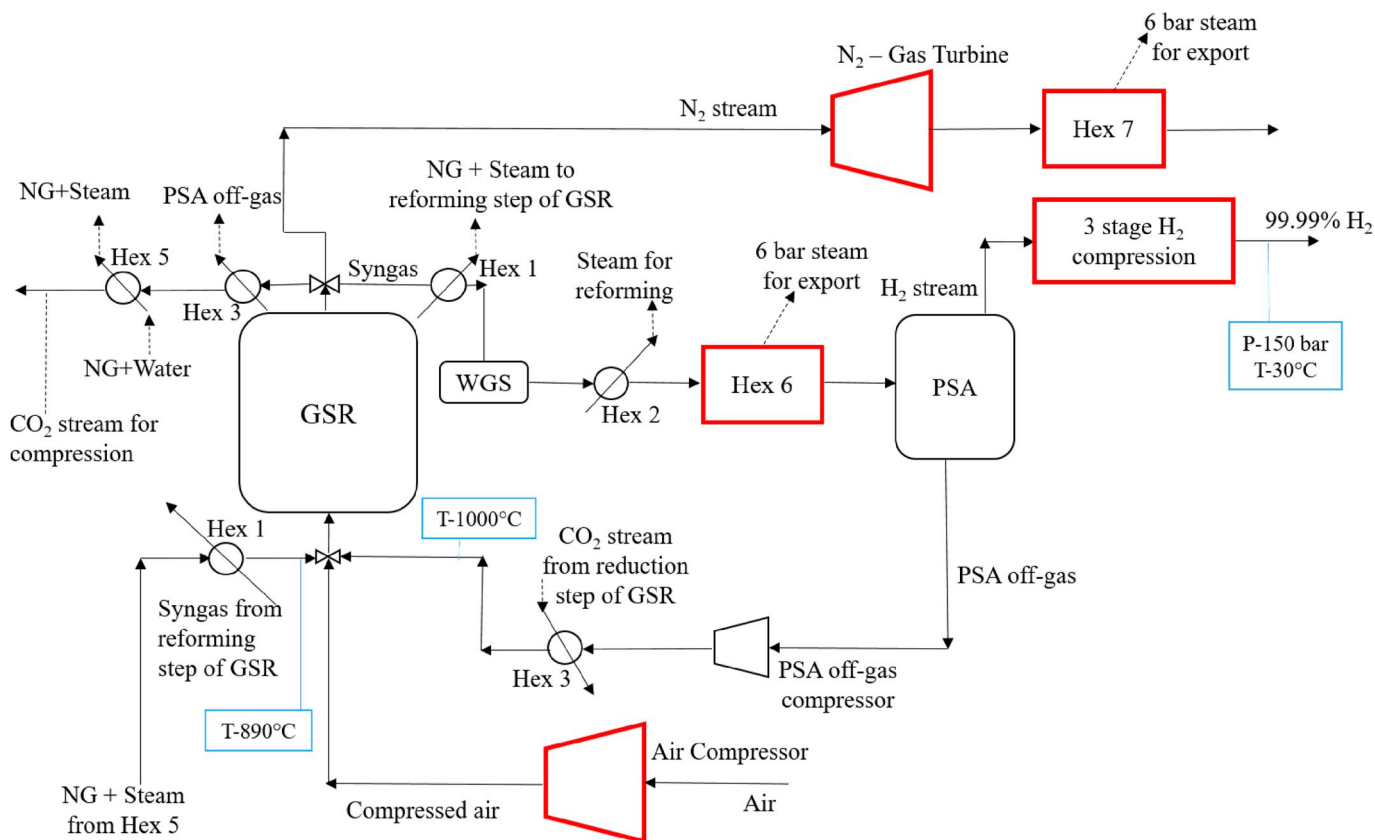 6 bar steam
for export
N₂ – Gas Turbine
N₂ stream
Hex 7
NG + Steam to
reforming step of GSR
NG+Steam
PSA off-gas
Hex 5
Hex 3
Syngas
Hex 1
Steam for
reforming
6 bar steam
for export
3 stage H₂
compression
99.99% H₂
H₂ stream
P-150 bar
T-30°C
NG+Water
CO₂ stream for
compression
GSR
WGS
Hex 2
Hex 6
PSA
Hex 1
T-1000°C
CO₂ stream
from reduction
step of GSR
PSA off-gas
Syngas from
reforming
step of GSR
Hex 3
PSA off-gas
compressor
T-890°C
Air Compressor
NG + Steam
from Hex 5
Compressed air
Air